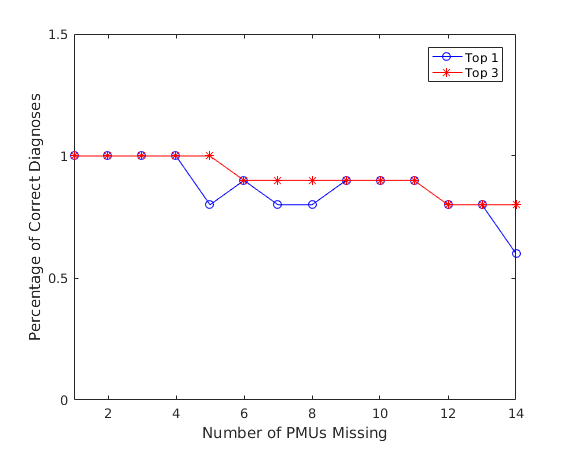 1.5
1
0.5
0
2 4 6 8 10 12 14
Percentage of Correct Diagnoses
Number of PMUs Missing
Top 1
Top 3